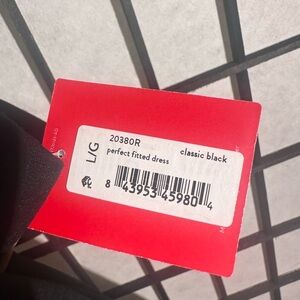 20380R
perfect fitted dress
classic black
L/G
8 43953 45980 4